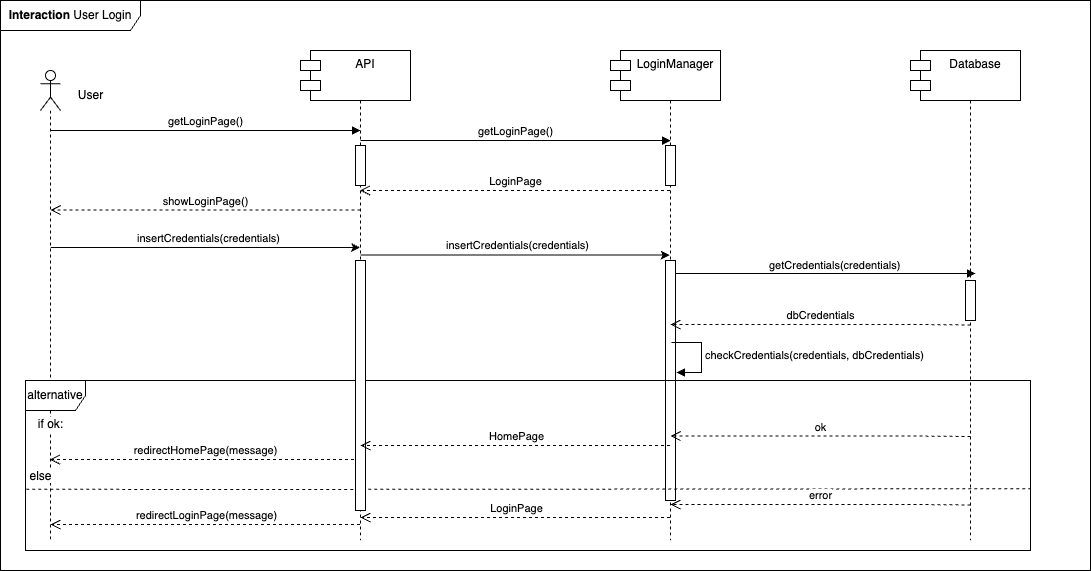 Interaction User Login
User
API
LoginManager
Database
getLoginPage()
getLoginPage()
LoginPage
showLoginPage()
insertCredentials(credentials)
insertCredentials(credentials)
getCredentials(credentials)
dbCredentials
checkCredentials(credentials, dbCredentials)
alternative
if ok:
ok
HomePage
redirectHomePage(message)
else
error
LoginPage
redirectLoginPage(message)